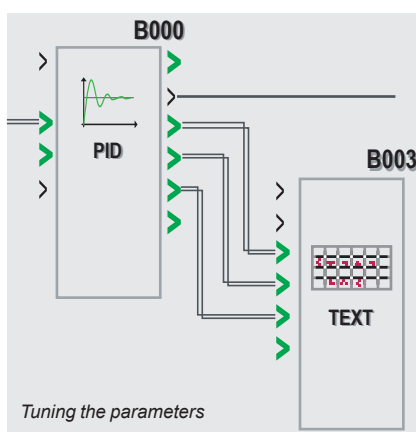 B000
PID
B003
TEXT
Tuning the parameters